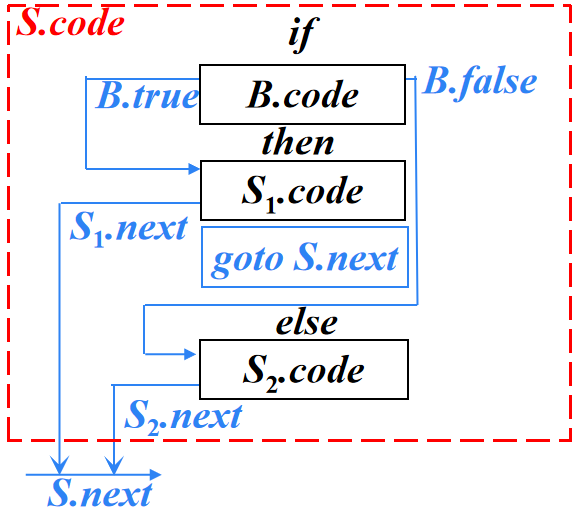 S.code
if
B.true
B.code
B.false
then
S₁.code
S₁.next
goto S.next
else
S₂.code
S₂.next
S.next